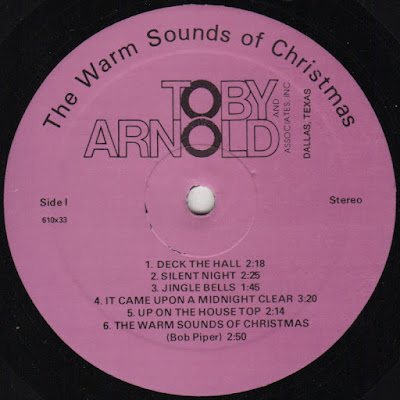 The Warm Sounds of Christmas
TOBY
ARNOLD
AND
ASSOCIATES, INC.
DALLAS, TEXAS
Side I
Stereo
610x33
1. DECK THE HALL 2:18
2. SILENT NIGHT 2:25
3. JINGLE BELLS 1:45
4. IT CAME UPON A MIDNIGHT CLEAR 3:20
5. UP ON THE HOUSE TOP 2:14
6. THE WARM SOUNDS OF CHRISTMAS
(Bob Piper) 2:50